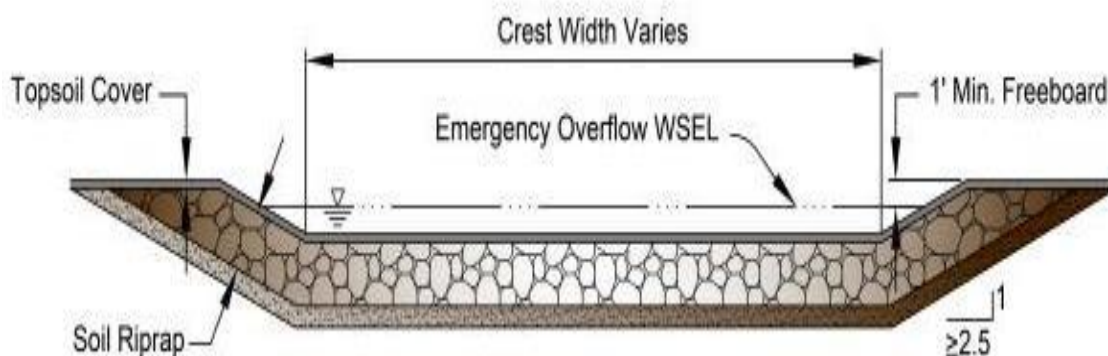 Crest Width Varies
Topsoil Cover
1' Min. Freeboard
Emergency Overflow WSEL
Soil Riprap
1
≥2.5